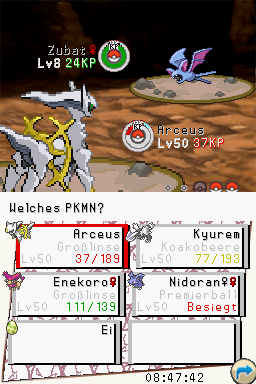 Zubat♀
Lv8 24KP
Arceus
Lv50 37KP
Welches PKMN?
Arceus
Großlinse
Lv50 37/189
Kyurem
Koakobeere
Lv50 77/193
Enekoro♀
Großlinse
Lv50 111/139
Nidoran♀♀
Premierball
Lv50 Besiegt
Ei
08:47:42